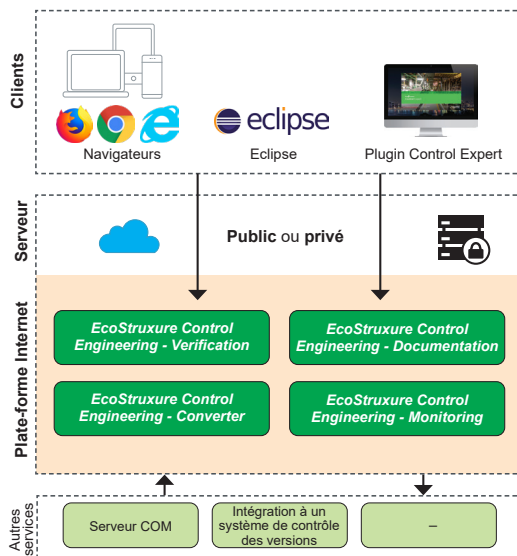 Clients
eclipse
Navigateurs
Eclipse
Plugin Control Expert
Serveur
Public ou privé
Plate-forme Internet
EcoStruxure Control
Engineering - Verification
EcoStruxure Control
Engineering - Documentation
EcoStruxure Control
Engineering - Converter
EcoStruxure Control
Engineering - Monitoring
Autres
services
Serveur COM
Intégration à un
système de contrôle
des versions
–